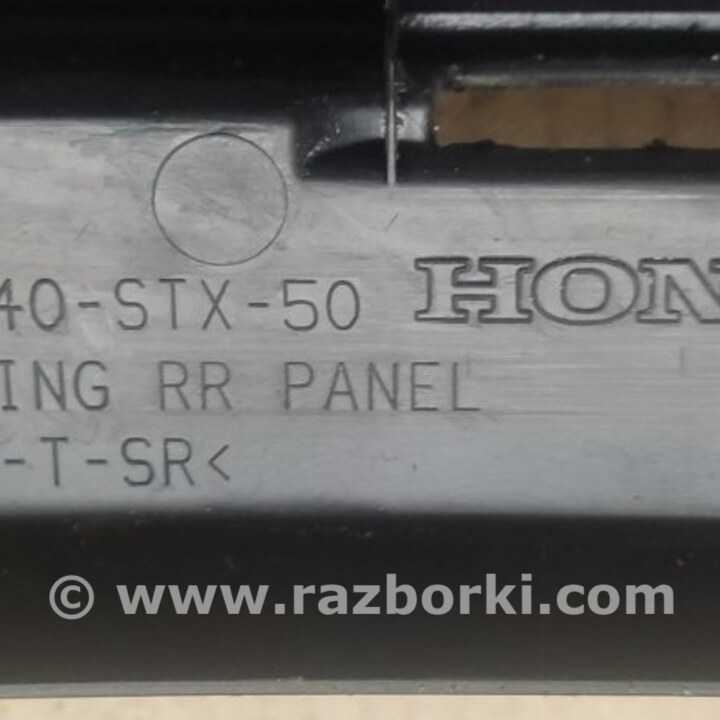 40-STX-50 HON
ING RR PANEL
-T-SR<
© www.razborki.com